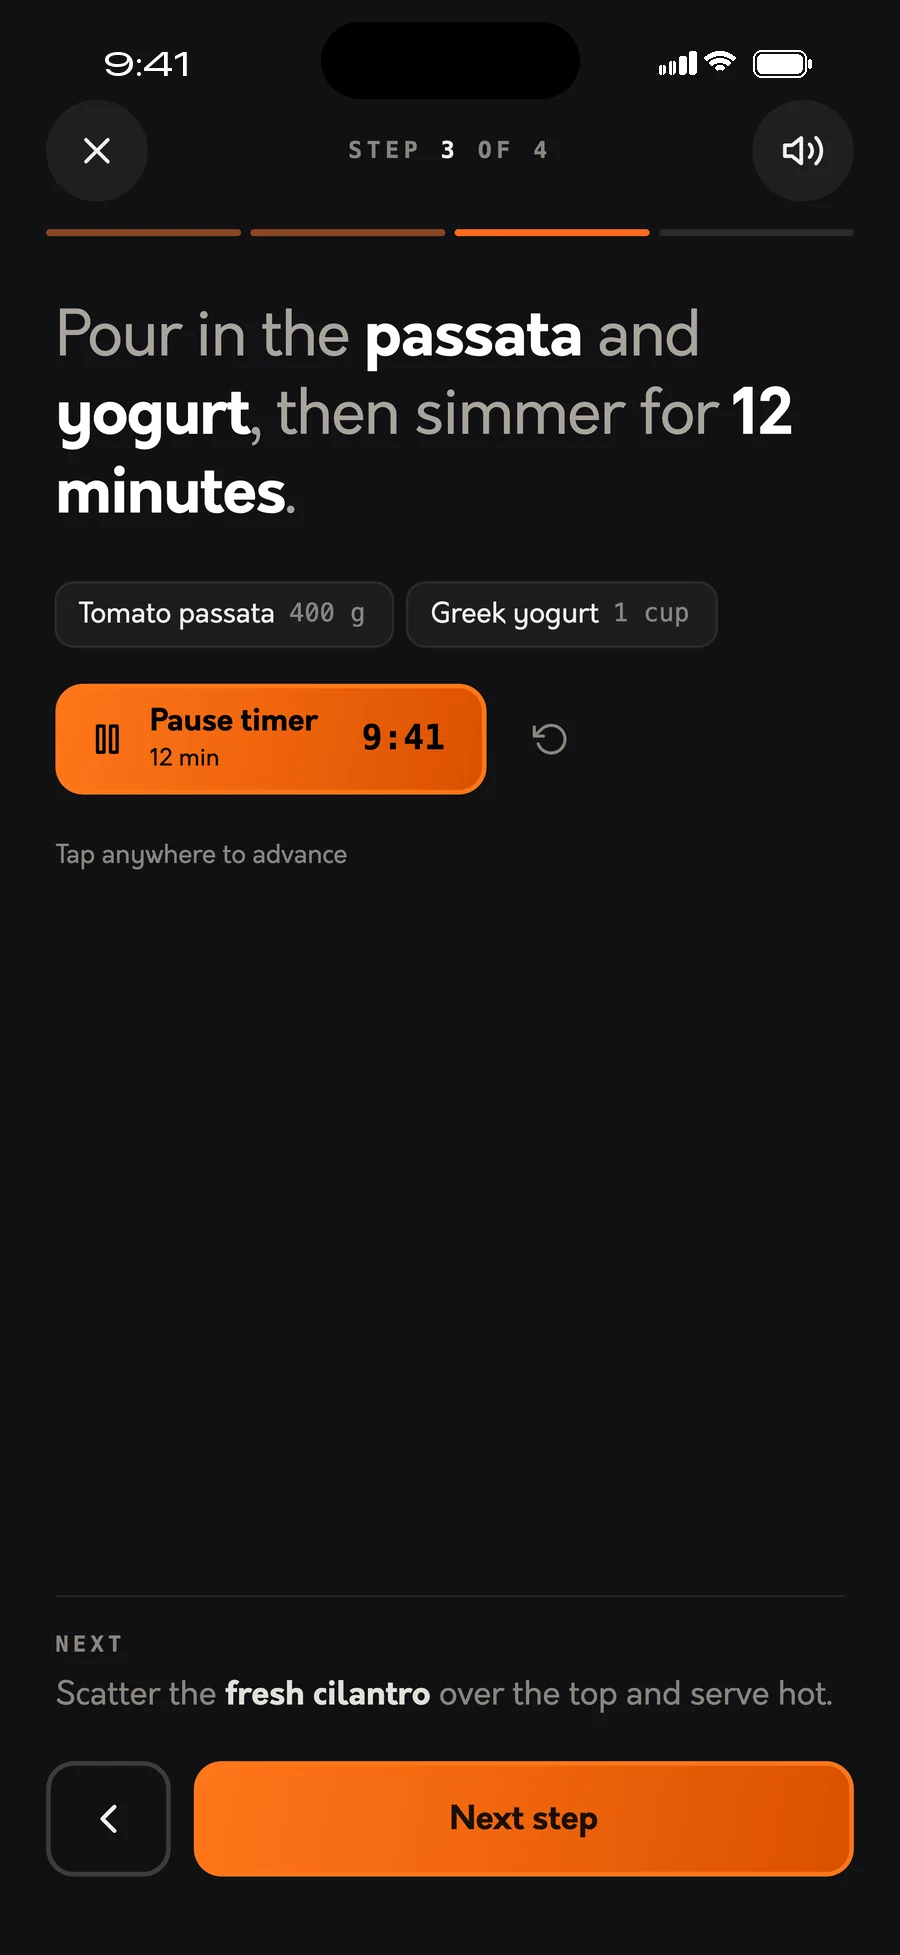 9:41
STEP 3 OF 4
Pour in the passata and
yogurt, then simmer for 12
minutes.
Tomato passata 400 g
Greek yogurt 1 cup
Pause timer
12 min
9:41
Tap anywhere to advance
NEXT
Scatter the fresh cilantro over the top and serve hot.
Next step